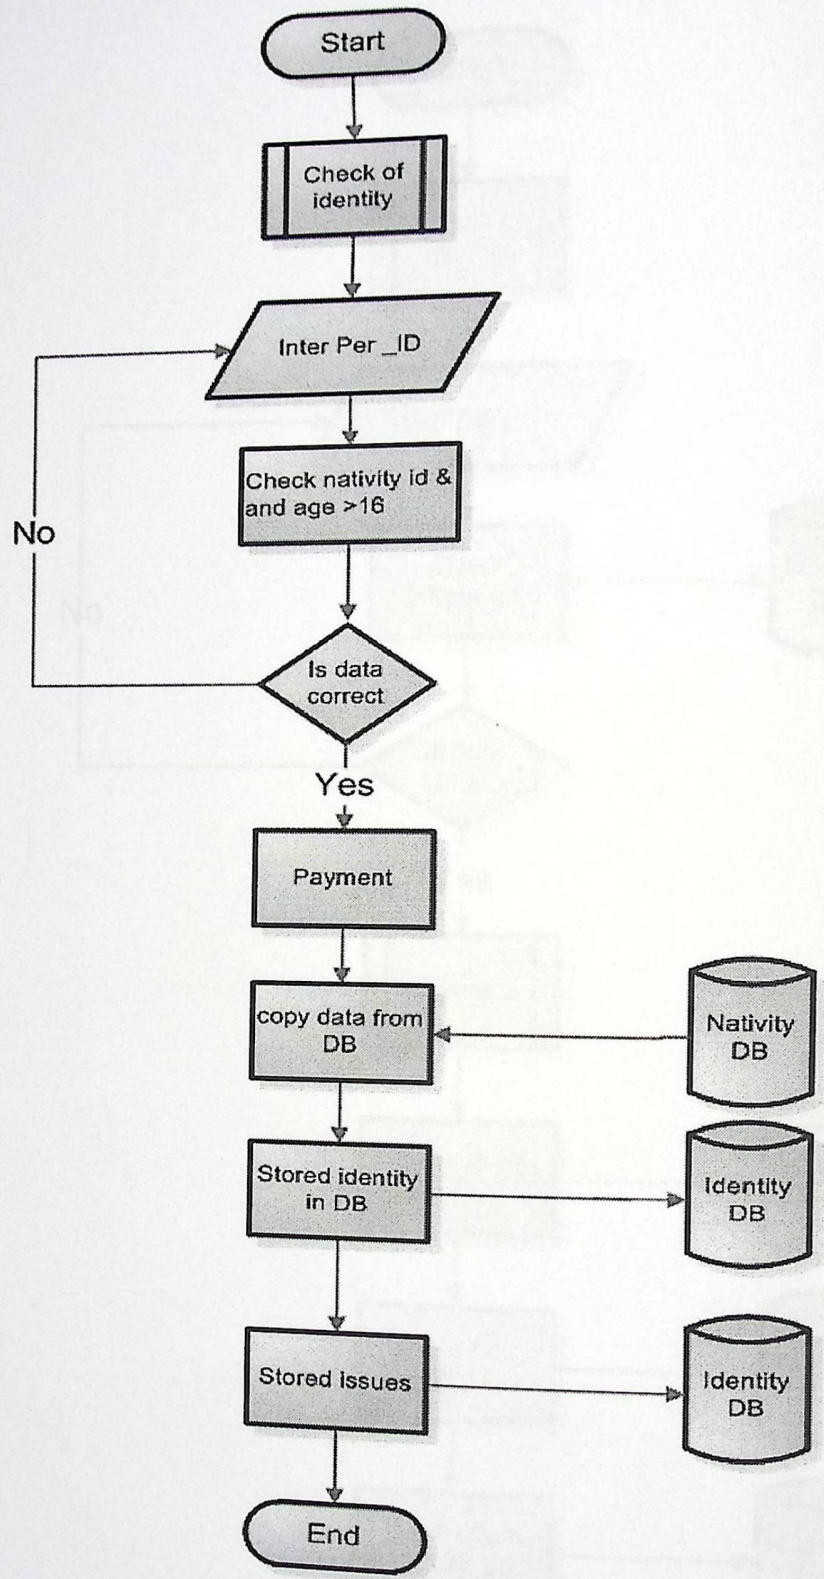 Start
Check of
identity
Inter Per _ID
Check nativity id &
and age >16
No
Is data
correct
Yes
Payment
copy data from
DB
Nativity
DB
Stored identity
in DB
Identity
DB
Stored issues
Identity
DB
End